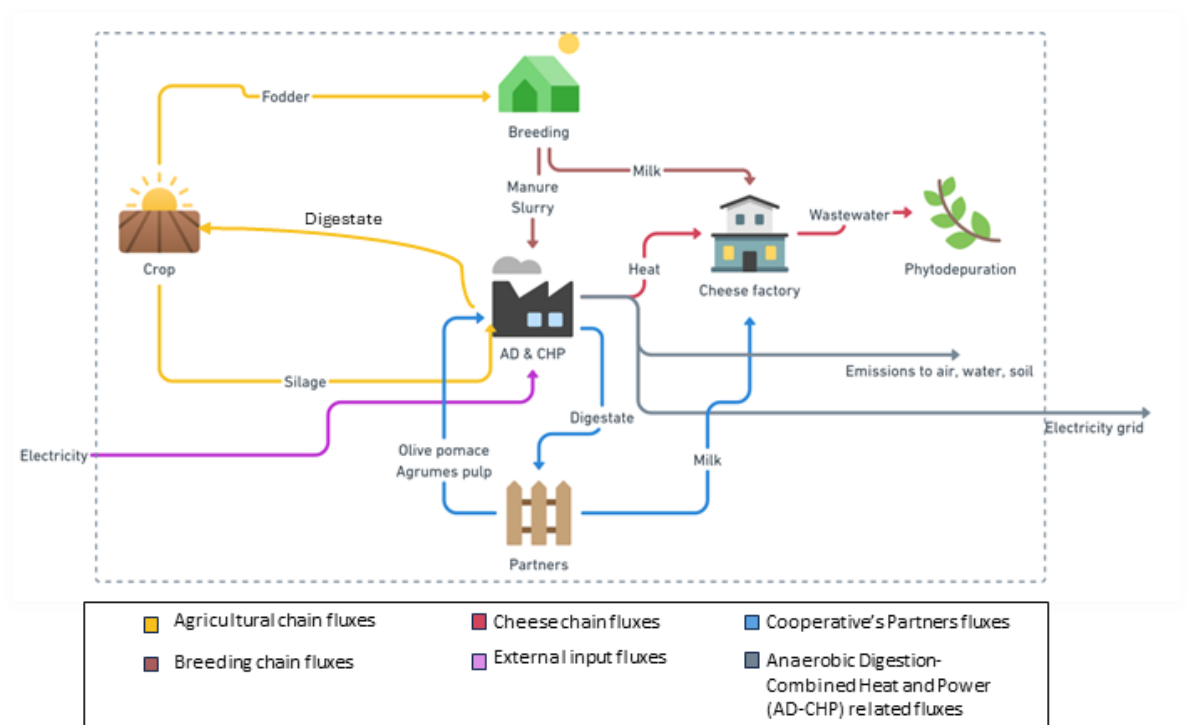 Fodder
Breeding
Milk
Manure
Slurry
Wastewater
Digestate
Crop
Heat
Cheese factory
Phytodepuration
AD & CHP
Emissions to air, water, soil
Silage
Digestate
Electricity grid
Electricity
Olive pomace
Agrumes pulp
Milk
Partners
Agricultural chain fluxes
Cheese chain fluxes
Cooperative's Partners fluxes
Breeding chain fluxes
External input fluxes
Anaerobic Digestion-
Combined Heat and Power
(AD-CHP) related fluxes